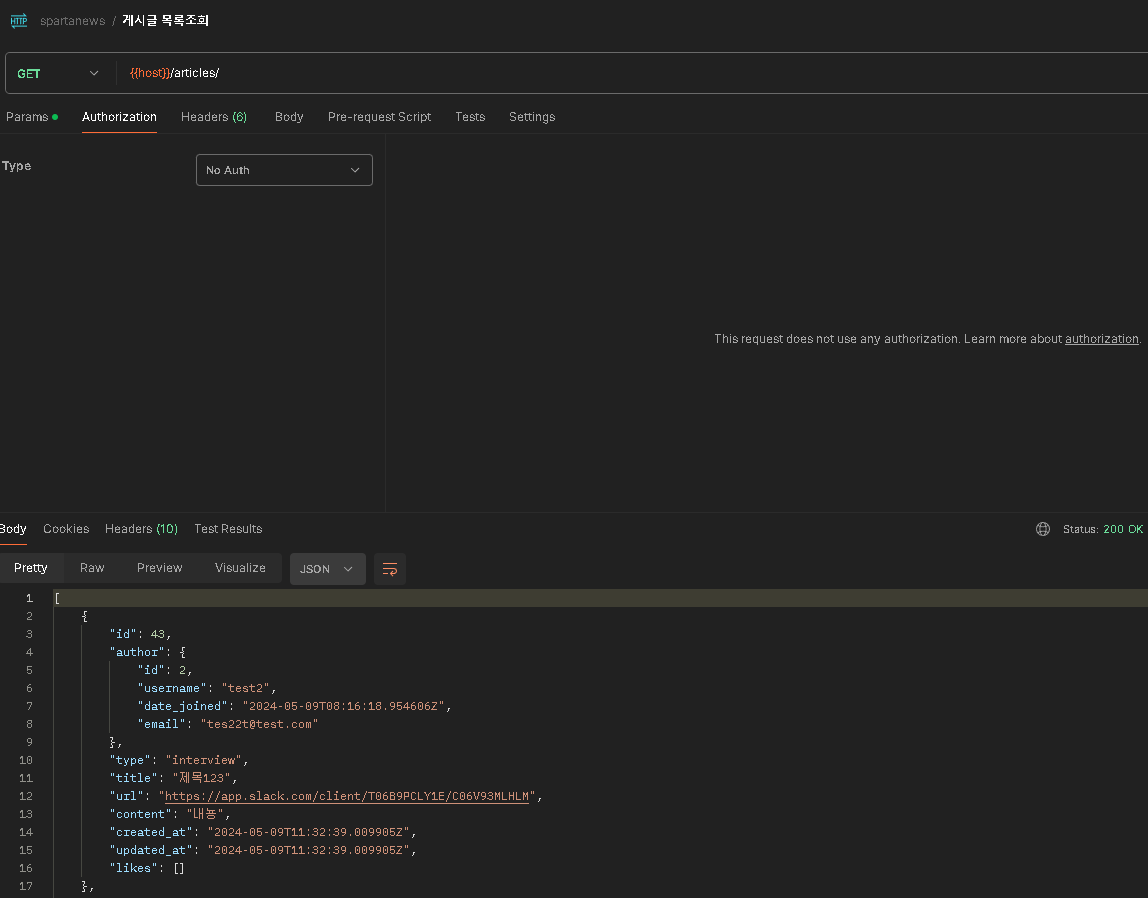 HTTP spartanews / 게시글 목록조회
GET {{host}}/articles/
Params Authorization Headers (6) Body Pre-request Script Tests Settings
Type No Auth
This request does not use any authorization. Learn more about authorization.
Body Cookies Headers (10) Test Results Status: 200 OK
Pretty Raw Preview Visualize JSON
1 [
2 {
3 "id": 43,
4 "author": {
5 "id": 2,
6 "username": "test2",
7 "date_joined": "2024-05-09T08:16:18.954606Z",
8 "email": "tes22t@test.com"
9 },
10 "type": "interview",
11 "title": "제목123",
12 "url": "https://app.slack.com/client/T06B9PCLY1E/C06V93MLHLM",
13 "content": "내뇽",
14 "created_at": "2024-05-09T11:32:39.009905Z",
15 "updated_at": "2024-05-09T11:32:39.009905Z",
16 "likes": []
17 },